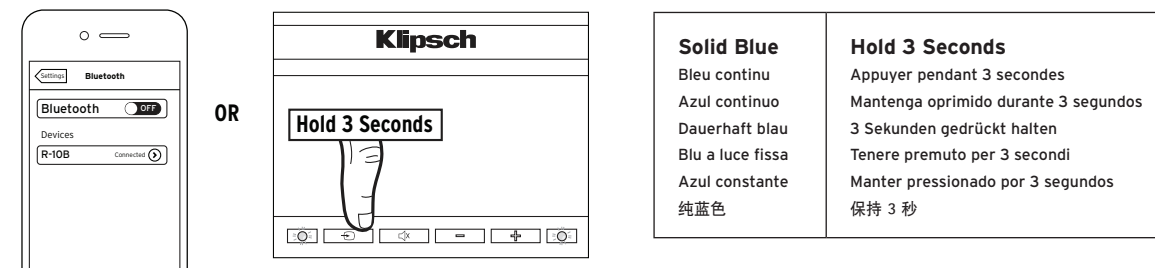 Settings Bluetooth
Bluetooth OFF
Devices
R-10B Connected
OR
Klipsch
Hold 3 Seconds
Solid Blue
Bleu continu
Azul continuo
Dauerhaft blau
Blu a luce fissa
Azul constante
纯蓝色
Hold 3 Seconds
Appuyer pendant 3 secondes
Mantenga oprimido durante 3 segundos
3 Sekunden gedrückt halten
Tenere premuto per 3 secondi
Manter pressionado por 3 segundos
保持 3 秒